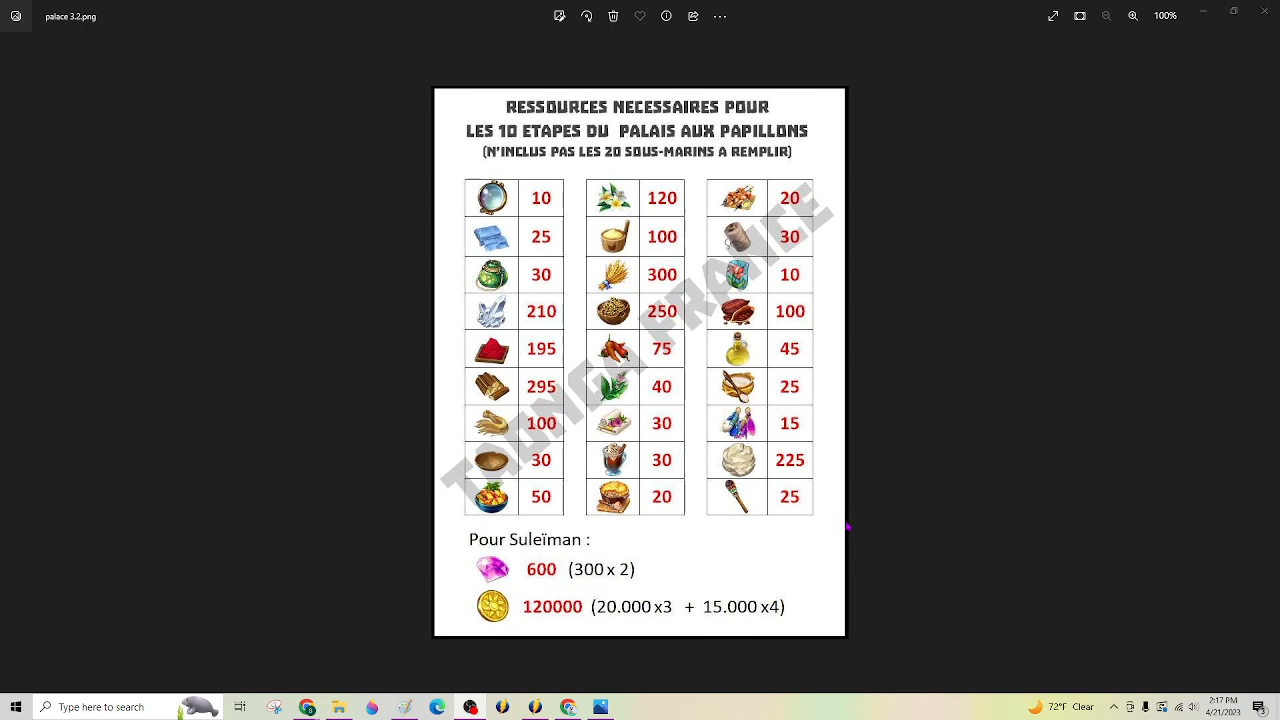 palace 3.2.png
100%
RESSOURCES NECESSAIRES POUR
LES 10 ETAPES DU PALAIS AUX PAPILLONS
(N'INCLUS PAS LES 20 SOUS-MARINS A REMPLIR)
10 120 20
25 100 30
30 300 10
210 250 100
195 75 45
295 40 25
100 30 15
30 30 225
50 20 25
TAONGA FRANCE
Pour Suleïman :
600 (300 x 2)
120000 (20.000 x3 + 15.000 x4)
Type here to search
72°F Clear
2:17 PM
4/21/2023